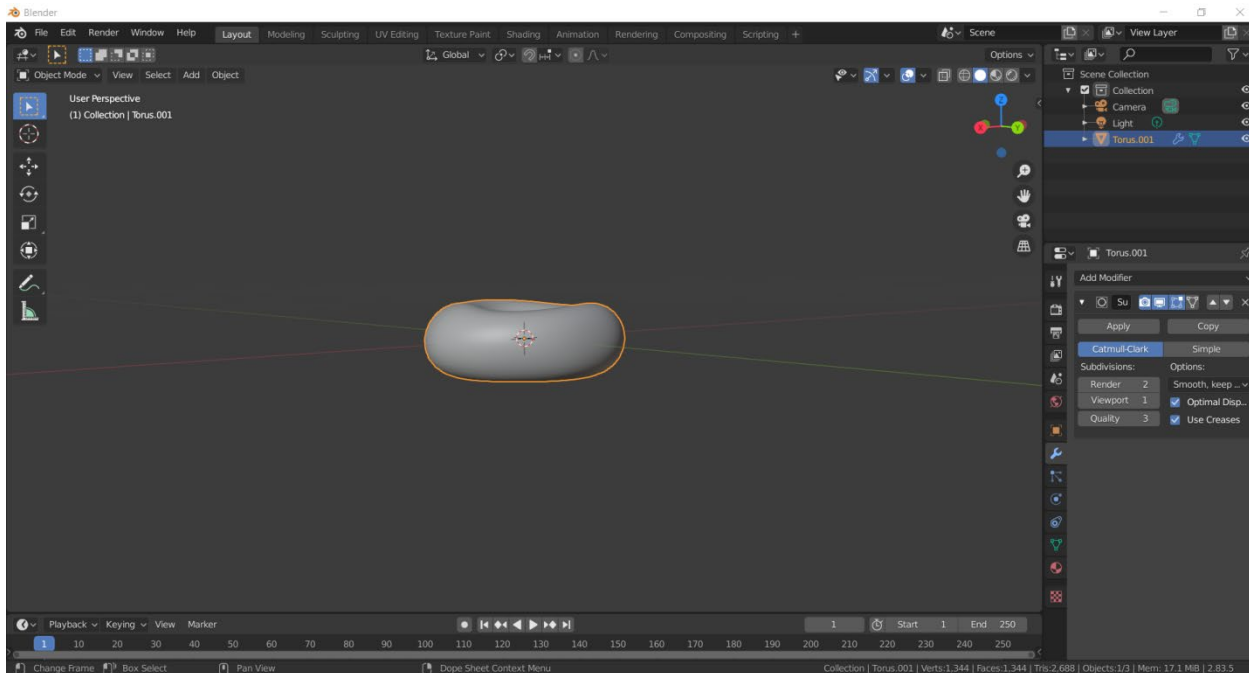 Blender
File Edit Render Window Help Layout Modeling Sculpting UV Editing Texture Paint Shading Animation Rendering Compositing Scripting + Scene View Layer
Global Options
Object Mode View Select Add Object
User Perspective
(1) Collection | Torus.001
Z
X
Y
Scene Collection
Collection
Camera
Light
Torus.001
Torus.001
Add Modifier
Su
Apply Copy
Catmull-Clark Simple
Subdivisions: Options:
Render 2 Smooth, keep ...
Viewport 1 Optimal Disp..
Quality 3 Use Creases
Playback Keying View Marker 1 Start 1 End 250
1 10 20 30 40 50 60 70 80 90 100 110 120 130 140 150 160 170 180 190 200 210 220 230 240 250
Change Frame Box Select Pan View Dope Sheet Context Menu Collection | Torus.001 | Verts:1,344 | Faces:1,344 | Tris:2,688 | Objects:1/3 | Mem: 17.1 MiB | 2.83.5